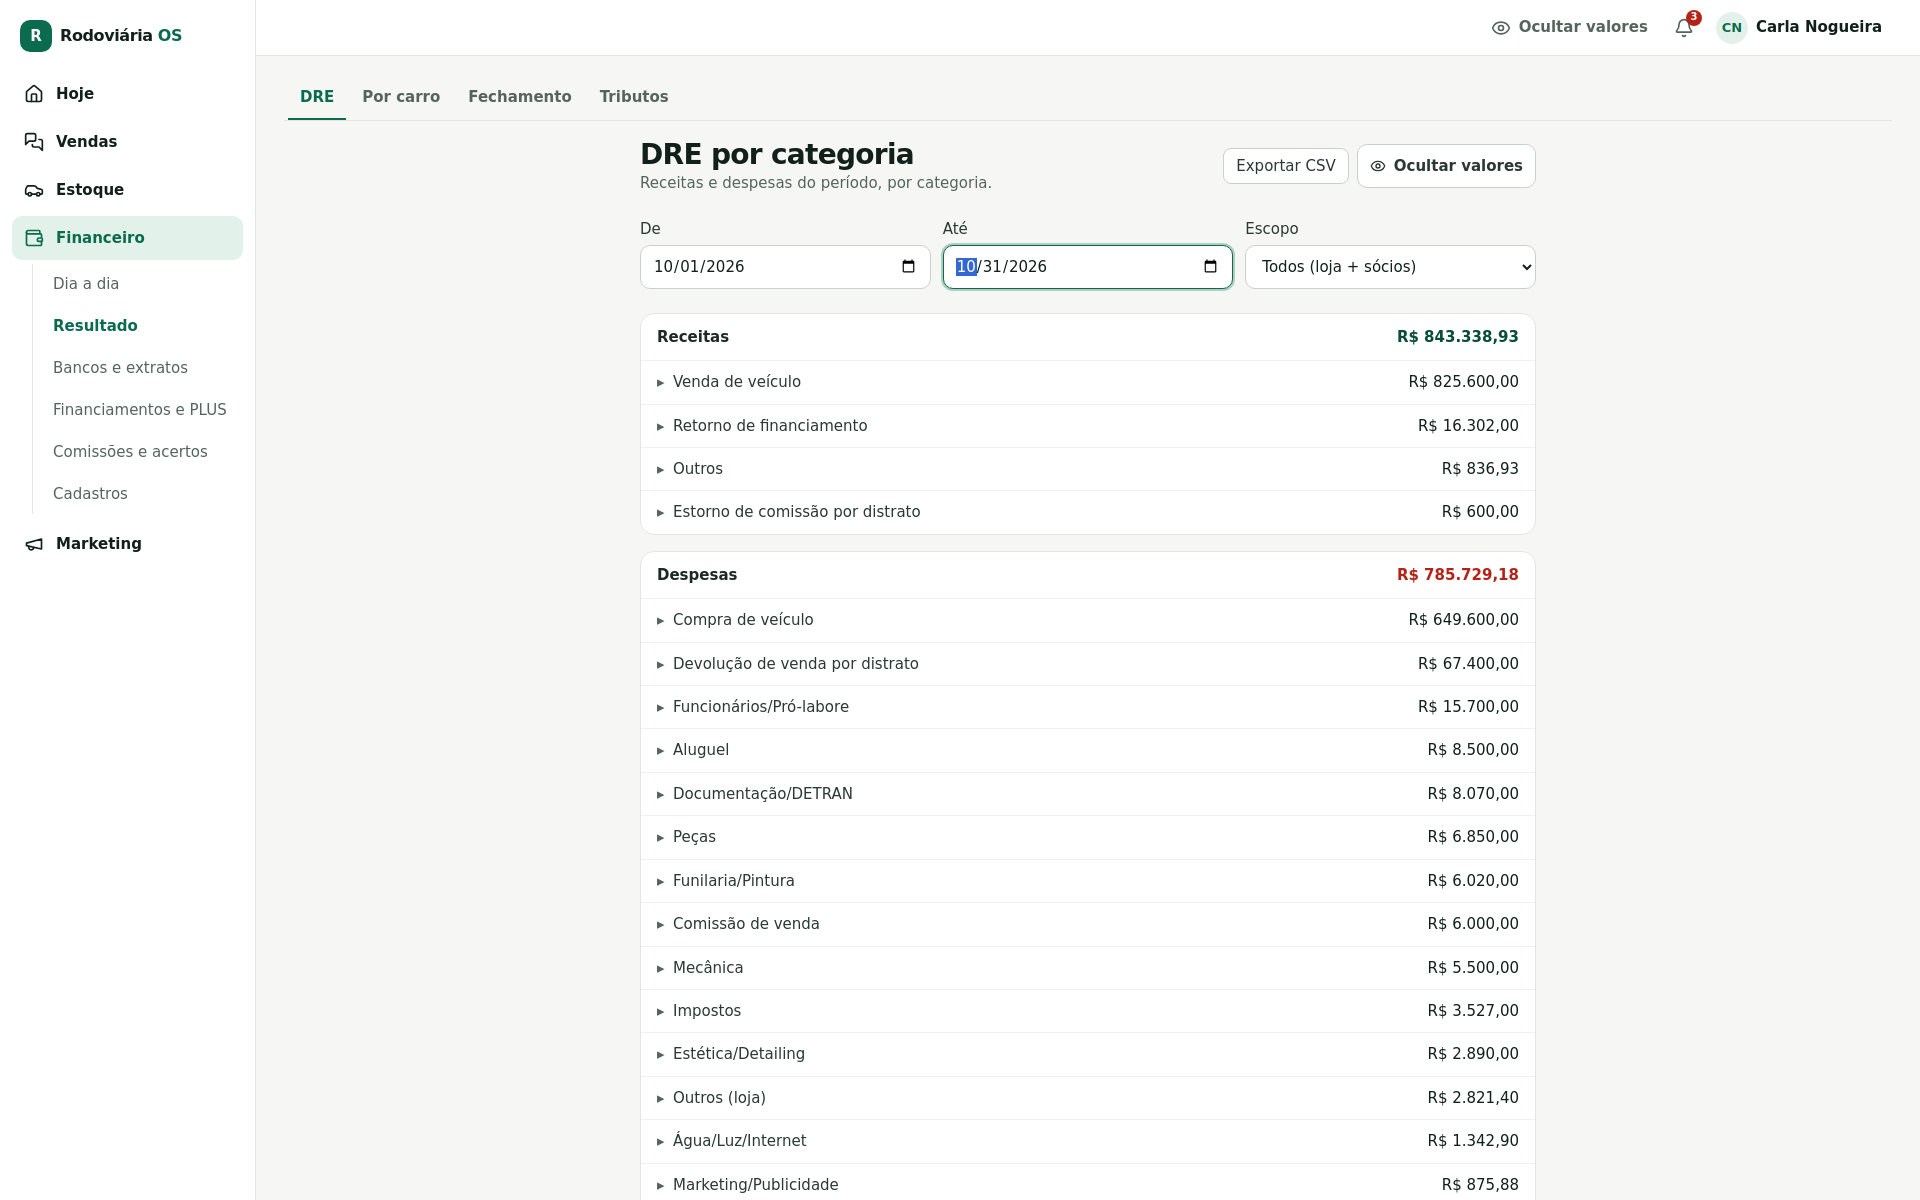 R Rodoviária OS
Ocultar valores
3
CN Carla Nogueira
Hoje
Vendas
Estoque
Financeiro
Dia a dia
Resultado
Bancos e extratos
Financiamentos e PLUS
Comissões e acertos
Cadastros
Marketing
DRE Por carro Fechamento Tributos
DRE por categoria
Receitas e despesas do período, por categoria.
Exportar CSV Ocultar valores
De Até Escopo
10/01/2026 10/31/2026 Todos (loja + sócios)
Receitas R$ 843.338,93
▸ Venda de veículo R$ 825.600,00
▸ Retorno de financiamento R$ 16.302,00
▸ Outros R$ 836,93
▸ Estorno de comissão por distrato R$ 600,00
Despesas R$ 785.729,18
▸ Compra de veículo R$ 649.600,00
▸ Devolução de venda por distrato R$ 67.400,00
▸ Funcionários/Pró-labore R$ 15.700,00
▸ Aluguel R$ 8.500,00
▸ Documentação/DETRAN R$ 8.070,00
▸ Peças R$ 6.850,00
▸ Funilaria/Pintura R$ 6.020,00
▸ Comissão de venda R$ 6.000,00
▸ Mecânica R$ 5.500,00
▸ Impostos R$ 3.527,00
▸ Estética/Detailing R$ 2.890,00
▸ Outros (loja) R$ 2.821,40
▸ Água/Luz/Internet R$ 1.342,90
▸ Marketing/Publicidade R$ 875,88